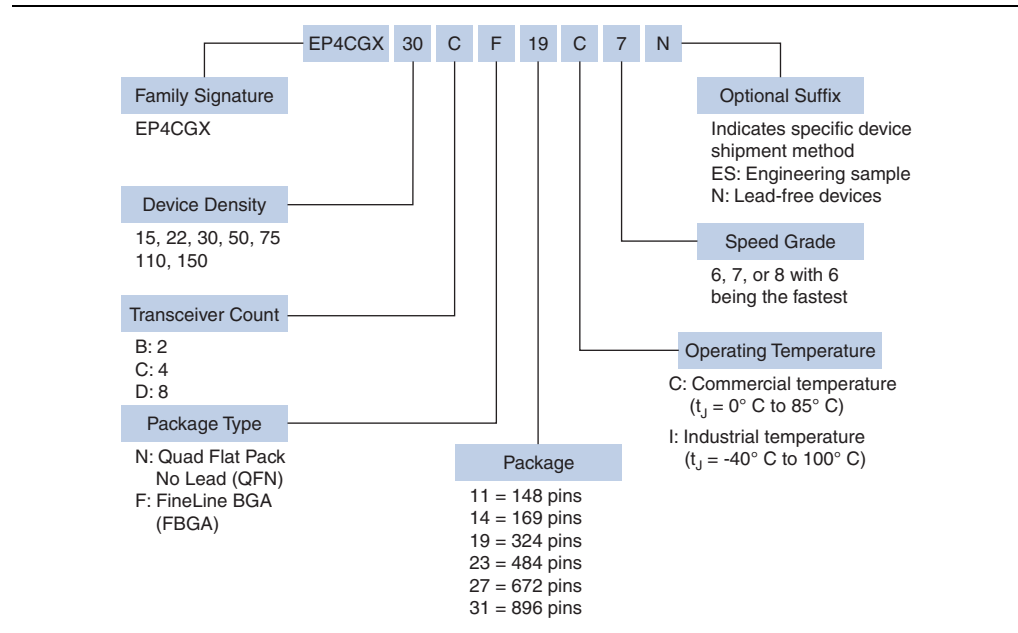 EP4CGX 30 C F 19 C 7 N
Family Signature
EP4CGX
Device Density
15, 22, 30, 50, 75
110, 150
Transceiver Count
B: 2
C: 4
D: 8
Package Type
N: Quad Flat Pack
No Lead (QFN)
F: FineLine BGA
(FBGA)
Package
11 = 148 pins
14 = 169 pins
19 = 324 pins
23 = 484 pins
27 = 672 pins
31 = 896 pins
Optional Suffix
Indicates specific device
shipment method
ES: Engineering sample
N: Lead-free devices
Speed Grade
6, 7, or 8 with 6
being the fastest
Operating Temperature
C: Commercial temperature
(tJ = 0° C to 85° C)
I: Industrial temperature
(tJ = -40° C to 100° C)